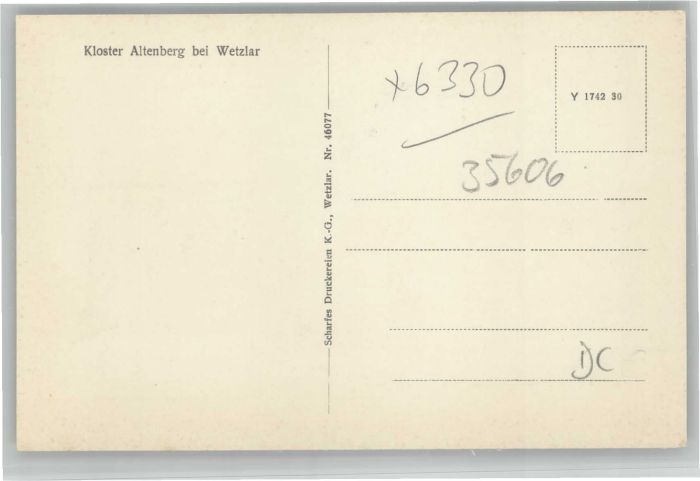 Kloster Altenberg bei Wetzlar
Scharfes Druckereien K.-G., Wetzlar. Nr. 46077
x6330
Y 1742 30
35606
DC